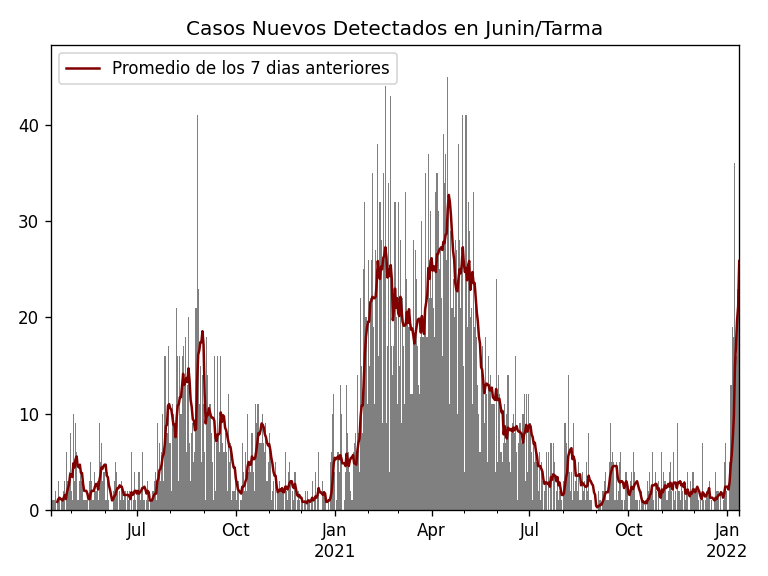 Casos Nuevos Detectados en Junin/Tarma
Promedio de los 7 dias anteriores
40
30
20
10
0
Jul
Oct
Jan
2021
Apr
Jul
Oct
Jan
2022